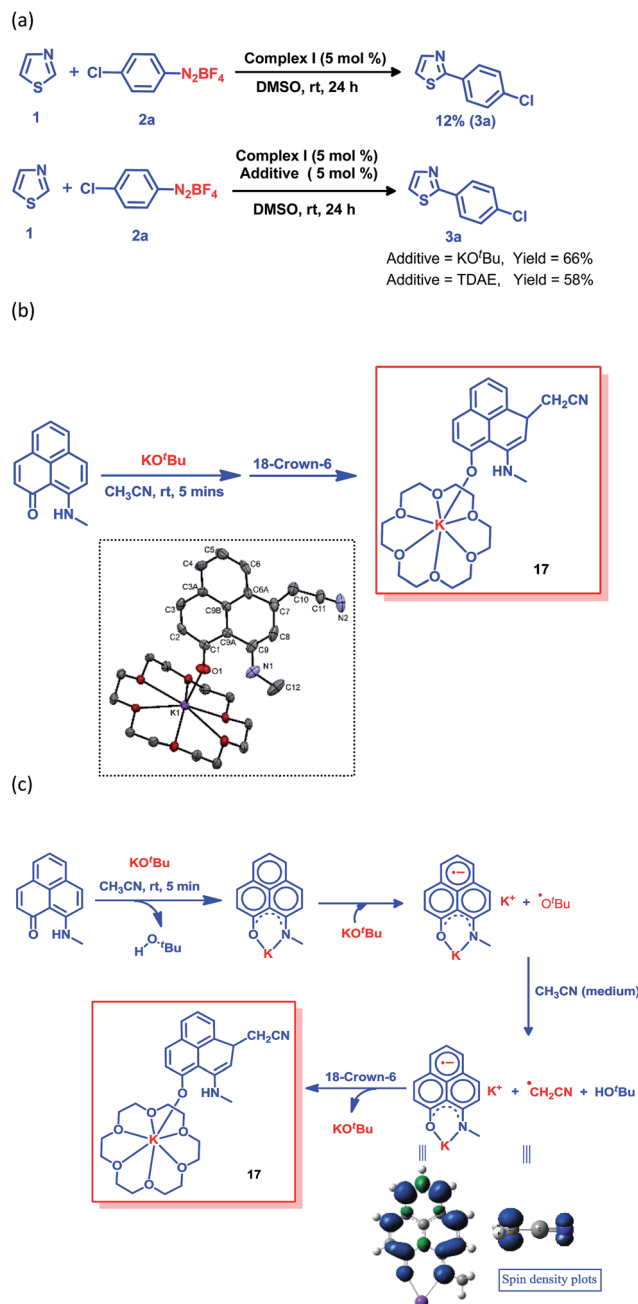 (a)
N
S
1
+
Cl
N₂BF₄
2a
Complex I (5 mol %)
DMSO, rt, 24 h
N
S
Cl
12% (3a)
N
S
1
+
Cl
N₂BF₄
2a
Complex I (5 mol %)
Additive ( 5 mol %)
DMSO, rt, 24 h
N
S
Cl
3a
Additive = KOᵗBu, Yield = 66%
Additive = TDAE, Yield = 58%
(b)
O
HN
KOᵗBu
CH₃CN, rt, 5 mins
18-Crown-6
CH₂CN
O
HN
O
O
O
K
O
O
O
17
C5
C4
C6
C3A
C6A
C10
C3
C9B
C7
C11
N2
C2
C9A
C8
C1
C9
O1
N1
C12
K1
(c)
O
HN
KOᵗBu
CH₃CN, rt, 5 min
H
O
ᵗBu
O
N
K
KOᵗBu
•−
O
N
K
K⁺ + •OᵗBu
CH₃CN (medium)
CH₂CN
O
HN
O
O
O
K
O
O
O
17
18-Crown-6
KOᵗBu
•−
O
N
K
K⁺ + •CH₂CN + HOᵗBu
Spin density plots